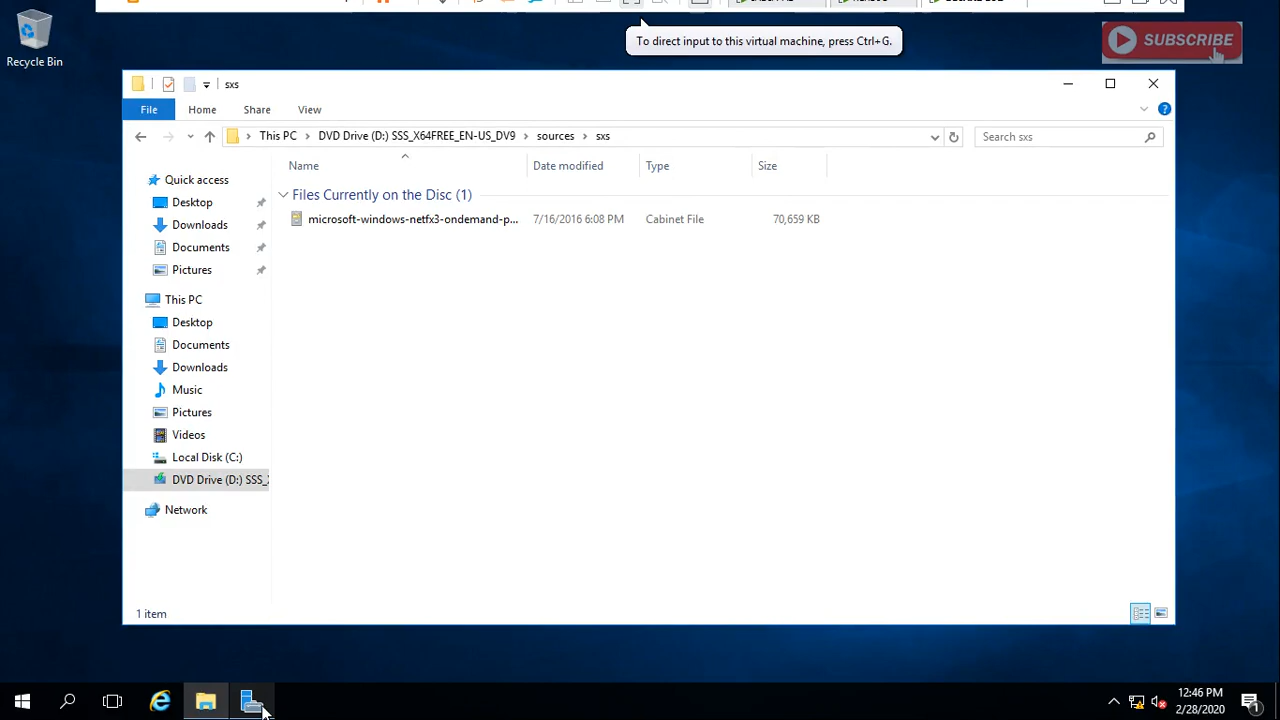 To direct input to this virtual machine, press Ctrl+G.
SUBSCRIBE
Recycle Bin
sxs
File Home Share View
This PC DVD Drive (D:) SSS_X64FREE_EN-US_DV9 sources sxs
Search sxs
Name Date modified Type Size
Quick access
Files Currently on the Disc (1)
Desktop
microsoft-windows-netfx3-ondemand-p... 7/16/2016 6:08 PM Cabinet File 70,659 KB
Downloads
Documents
Pictures
This PC
Desktop
Documents
Downloads
Music
Pictures
Videos
Local Disk (C:)
DVD Drive (D:) SSS_
Network
1 item
12:46 PM
2/28/2020
1